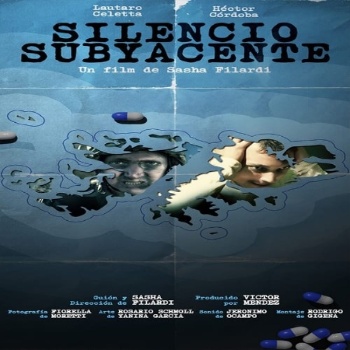 Lautaro Héctor
Celetta Córdoba
SILENCIO
SUBYACENTE
Un film de Sasha Filardi
Guión y SASHA Producido VICTOR
Dirección de FILARDI por MENDEZ
Fotografía FIORELLA Arte ROSARIO SCHMOLL Sonido JERONIMO Montaje RODRIGO
de MORETTI de YANINA GARCIA de OCAMPO de GIGENA